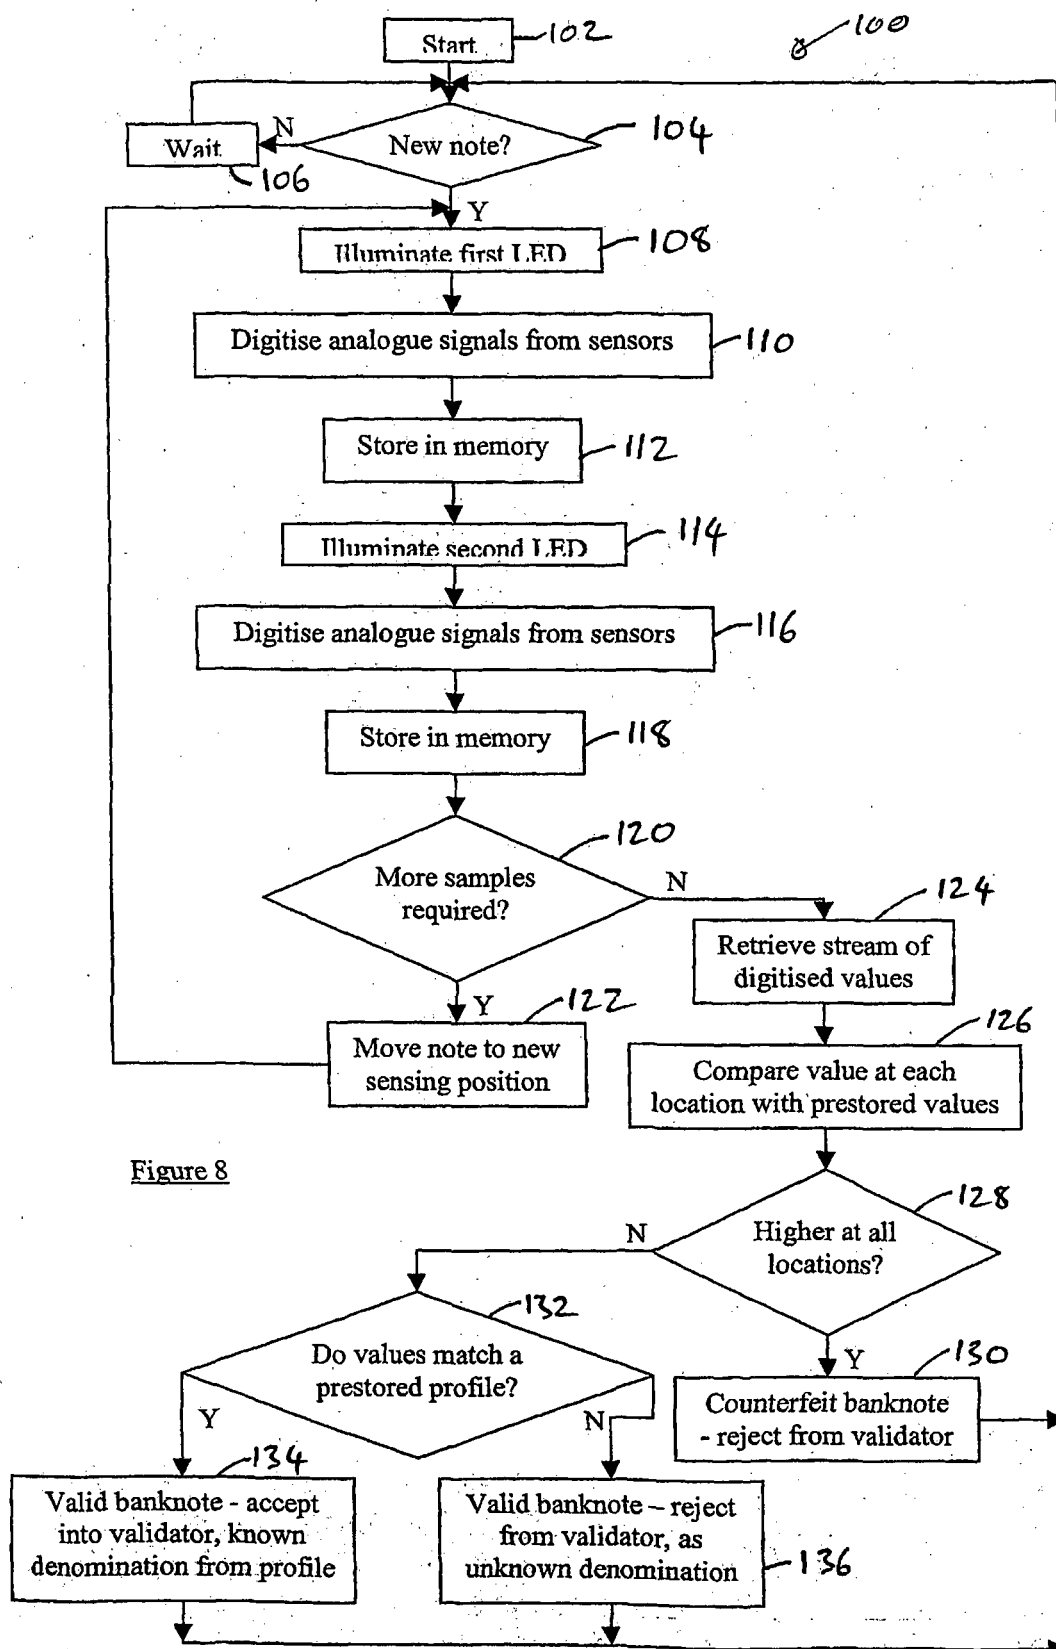 Start
102
100
New note?
104
N
Wait
106
Y
Illuminate first LED
108
Digitise analogue signals from sensors
110
Store in memory
112
Illuminate second LED
114
Digitise analogue signals from sensors
116
Store in memory
118
More samples
required?
120
N
Y
Move note to new
sensing position
122
Retrieve stream of
digitised values
124
Compare value at each
location with prestored values
126
Figure 8
Higher at all
locations?
128
N
Y
Counterfeit banknote
- reject from validator
130
Do values match a
prestored profile?
132
Y
N
Valid banknote - accept
into validator, known
denomination from profile
134
Valid banknote – reject
from validator, as
unknown denomination
136